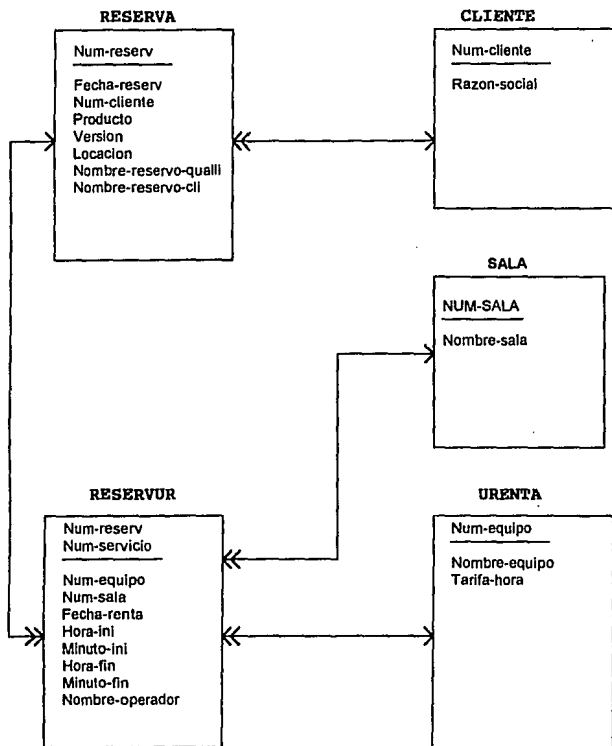 RESERVA
Num-reserv
Fecha-reserv
Num-cliente
Producto
Version
Locacion
Nombre-reservo-qualli
Nombre-reservo-cli
CLIENTE
Num-cliente
Razon-social
SALA
NUM-SALA
Nombre-sala
RESERVUR
Num-reserv
Num-servicio
Num-equipo
Num-sala
Fecha-renta
Hora-ini
Minuto-ini
Hora-fin
Minuto-fin
Nombre-operador
URENTA
Num-equipo
Nombre-equipo
Tarifa-hora